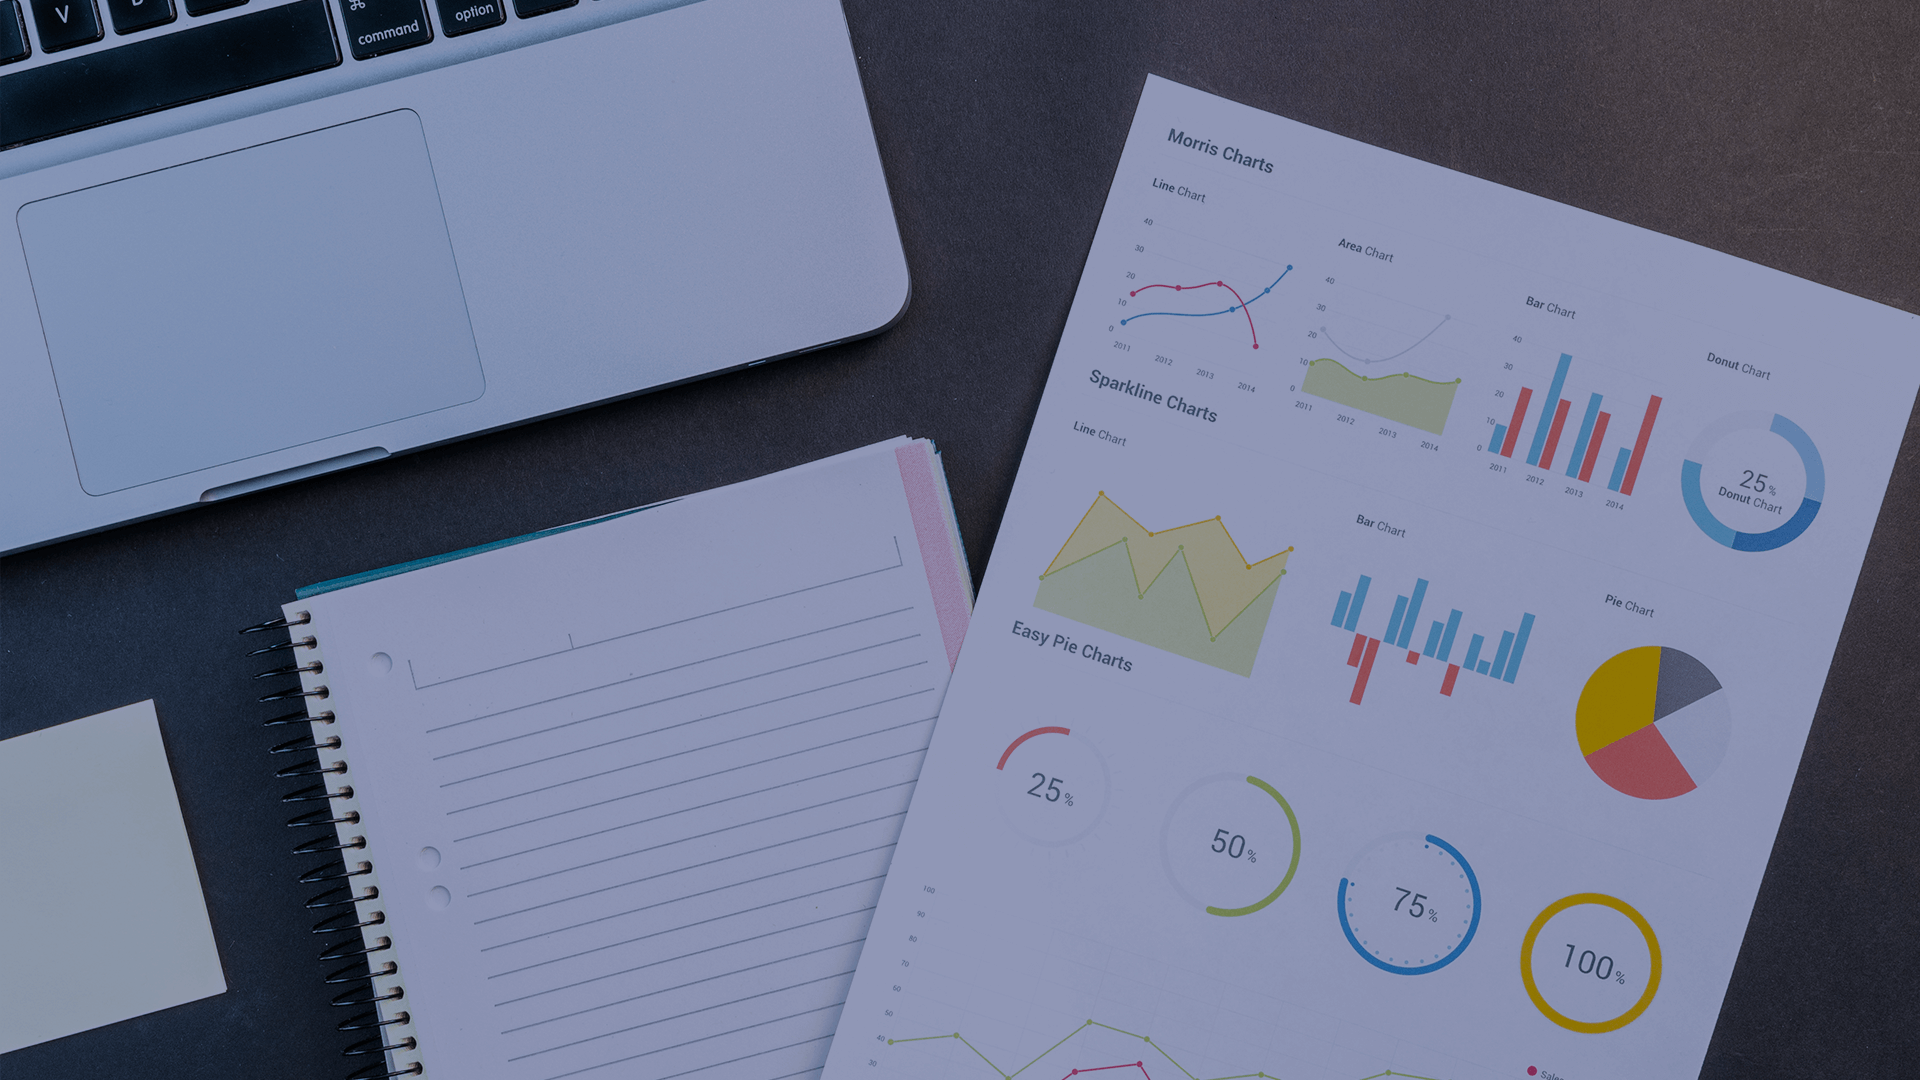 V
B
⌘
command
option
Morris Charts
Line Chart
40
30
20
10
0
2011
2012
2013
2014
Area Chart
40
30
20
10
0
2011
2012
2013
2014
Bar Chart
40
30
20
10
0
2011
2012
2013
2014
Donut Chart
25%
Donut Chart
Sparkline Charts
Line Chart
Bar Chart
Pie Chart
Easy Pie Charts
25%
50%
75%
100%
100
90
80
70
60
50
40
30